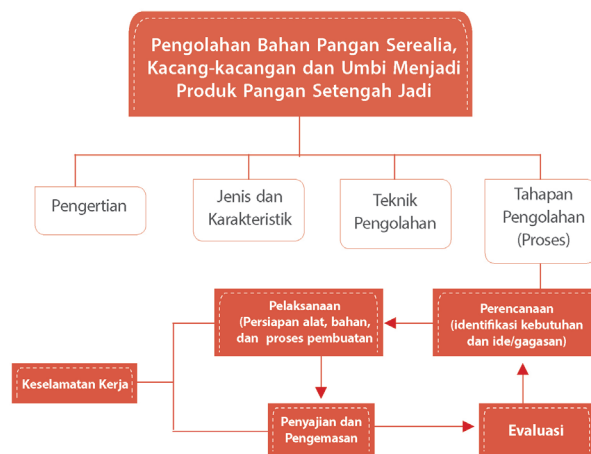 Pengolahan Bahan Pangan Serealia,
Kacang-kacangan dan Umbi Menjadi
Produk Pangan Setengah Jadi
Pengertian
Jenis dan
Karakteristik
Teknik
Pengolahan
Tahapan
Pengolahan
(Proses)
Pelaksanaan
(Persiapan alat, bahan,
dan proses pembuatan
Perencanaan
(identifikasi kebutuhan
dan ide/gagasan)
Keselamatan Kerja
Penyajian dan
Pengemasan
Evaluasi